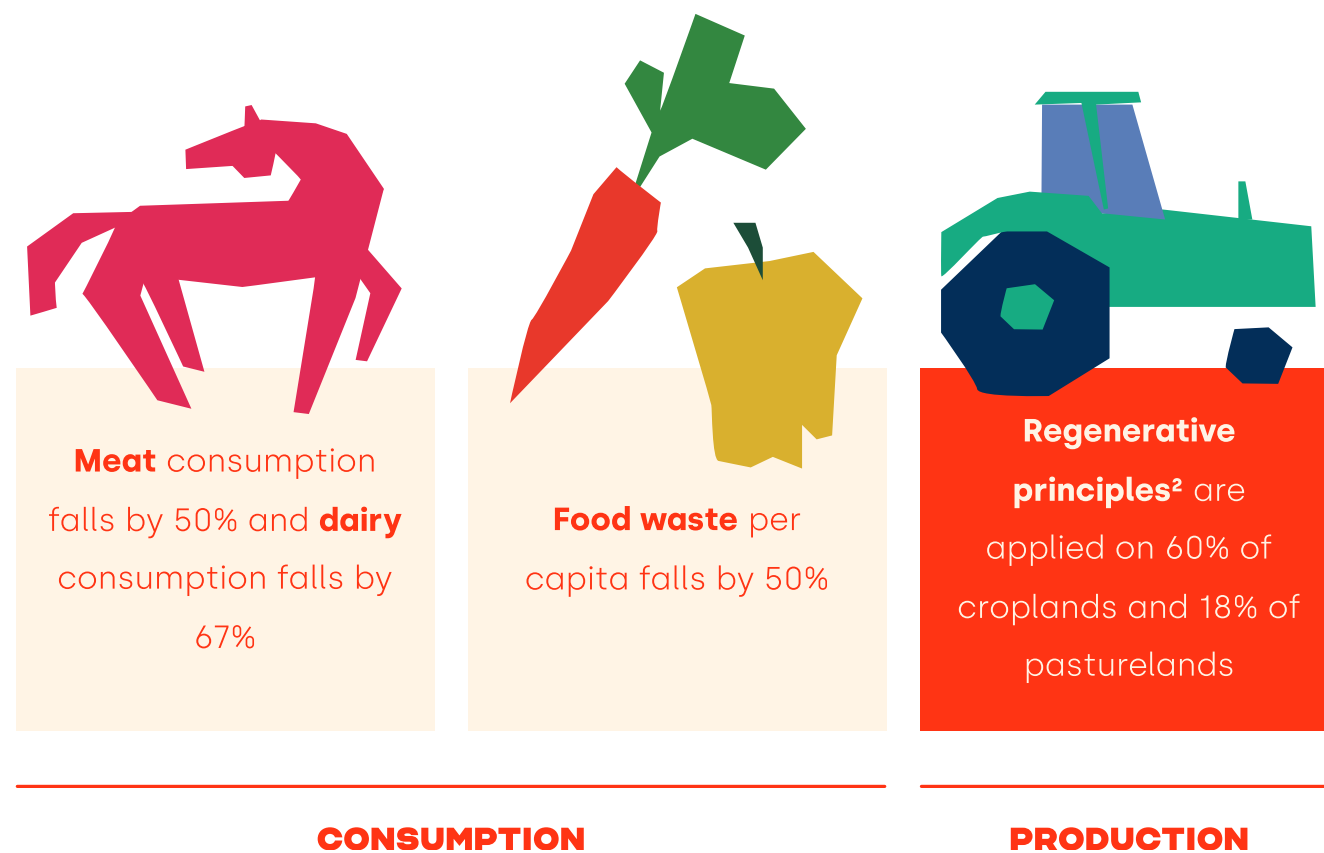 Meat consumption
falls by 50% and dairy
consumption falls by
67%
Food waste per
capita falls by 50%
Regenerative
principles² are
applied on 60% of
croplands and 18% of
pasturelands
CONSUMPTION
PRODUCTION